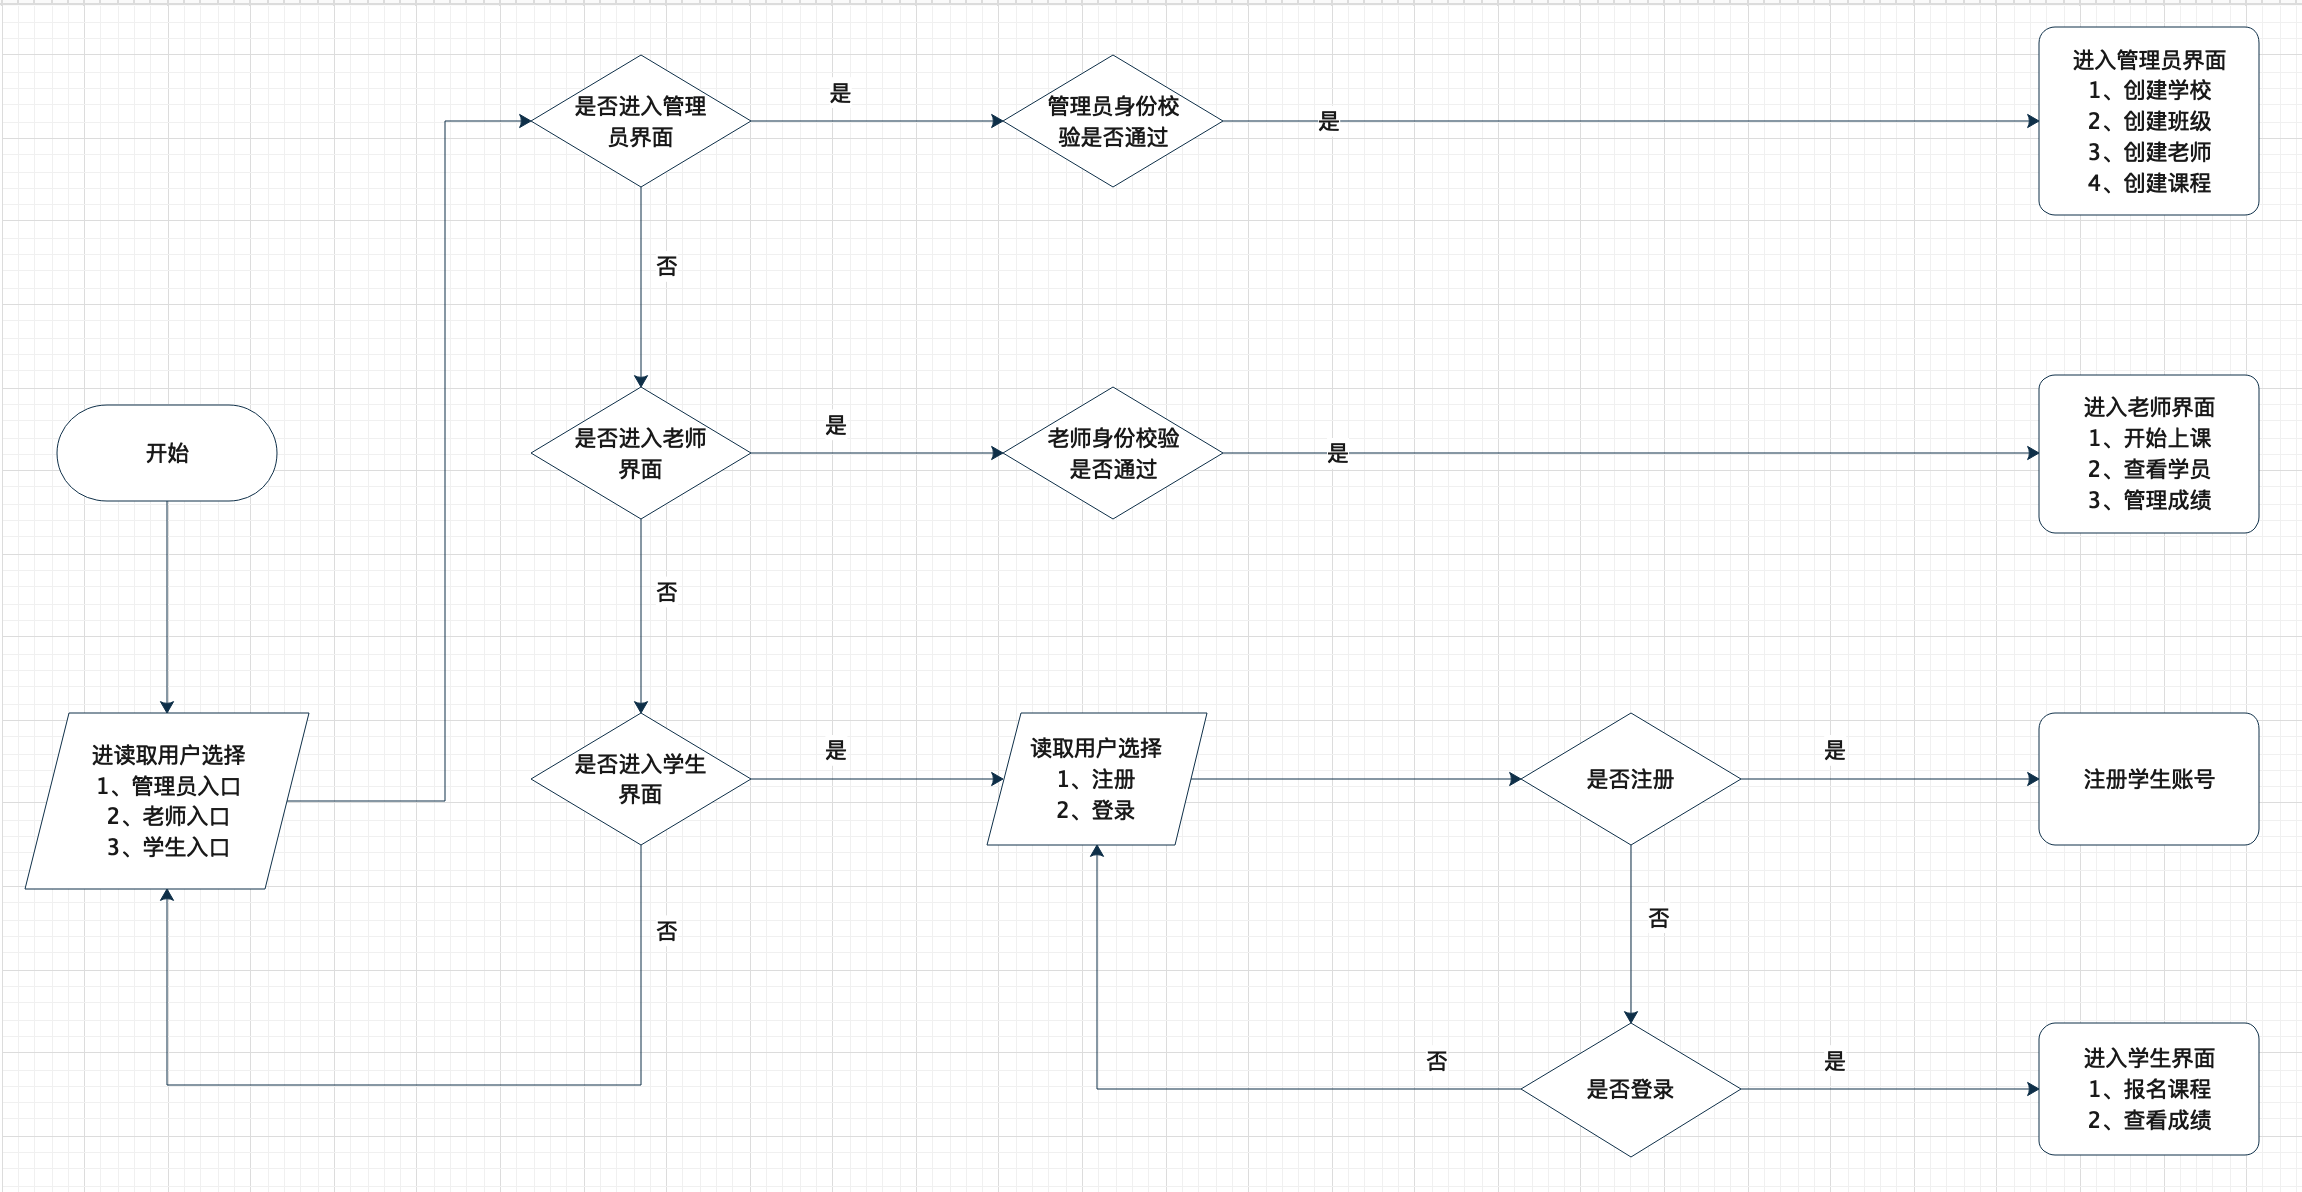 是否进入管理
员界面
是
管理员身份校
验是否通过
是
进入管理员界面
1、创建学校
2、创建班级
3、创建老师
4、创建课程
否
开始
是否进入老师
界面
是
老师身份校验
是否通过
是
进入老师界面
1、开始上课
2、查看学员
3、管理成绩
否
进读取用户选择
1、管理员入口
2、老师入口
3、学生入口
是否进入学生
界面
是
读取用户选择
1、注册
2、登录
是否注册
是
注册学生账号
否
否
否
是否登录
是
进入学生界面
1、报名课程
2、查看成绩